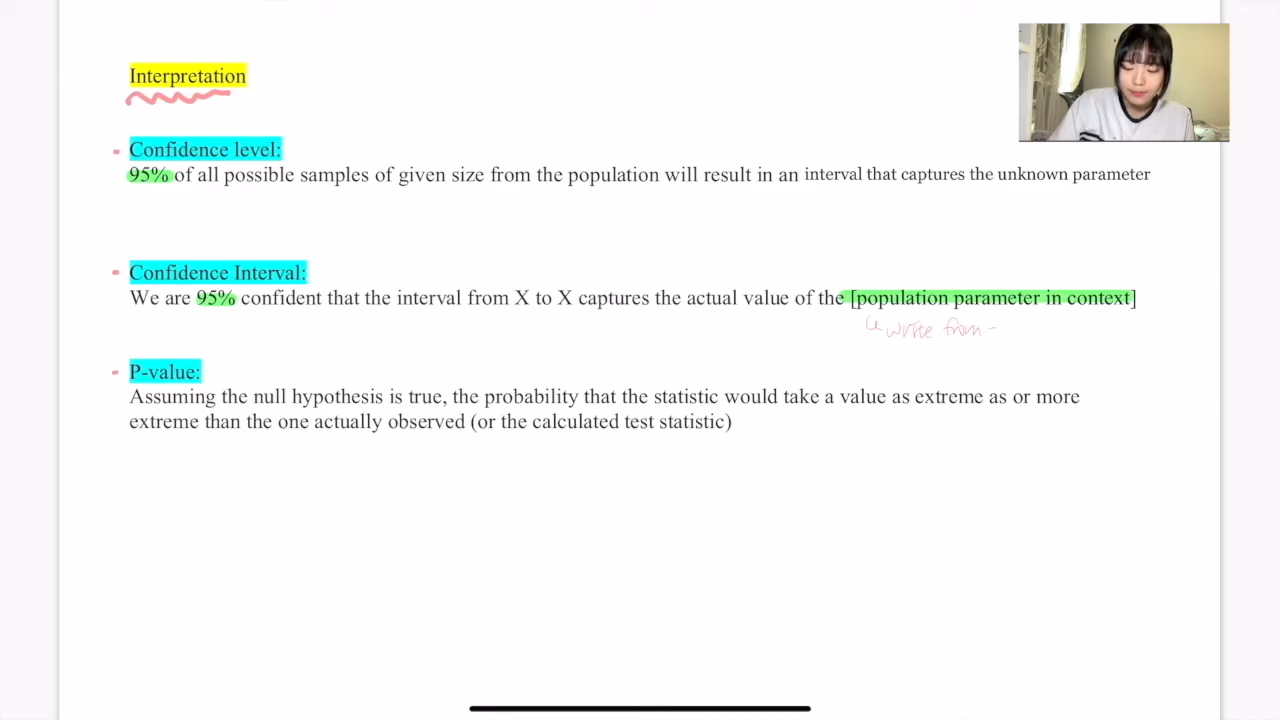 Interpretation
Confidence level:
95% of all possible samples of given size from the population will result in an interval that captures the unknown parameter
Confidence Interval:
We are 95% confident that the interval from X to X captures the actual value of the [population parameter in context]
write from -
P-value:
Assuming the null hypothesis is true, the probability that the statistic would take a value as extreme as or more
extreme than the one actually observed (or the calculated test statistic)